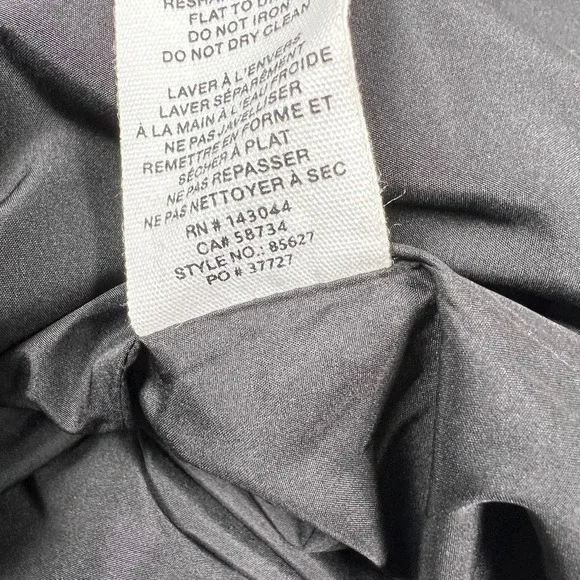 FLAT TO
DO NOT IRON
DO NOT DRY CLEAN
LAVER À L'ENVERS
LAVER SÉPARÉMENT
À LA MAIN À L'EAU FROIDE
NE PAS JAVELLISER
REMETTRE EN FORME ET
SÉCHER À PLAT
NE PAS REPASSER
NE PAS NETTOYER À SEC
RN # 143044
CA# 58734
STYLE NO.: 85627
PO # 37727